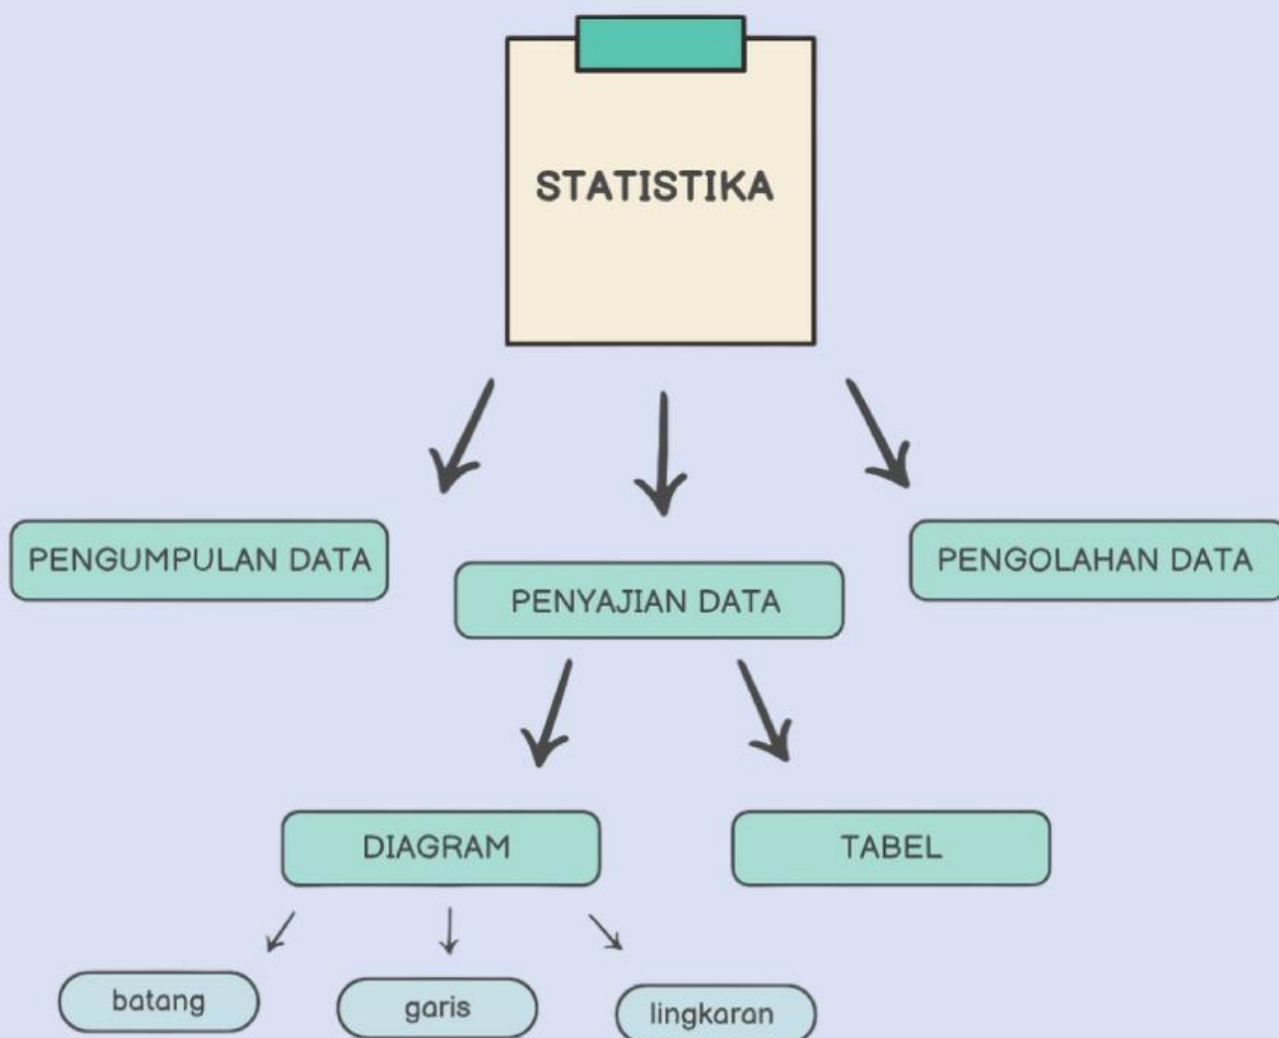 STATISTIKA
PENGUMPULAN DATA
PENYAJIAN DATA
PENGOLAHAN DATA
DIAGRAM
TABEL
batang
garis
lingkaran